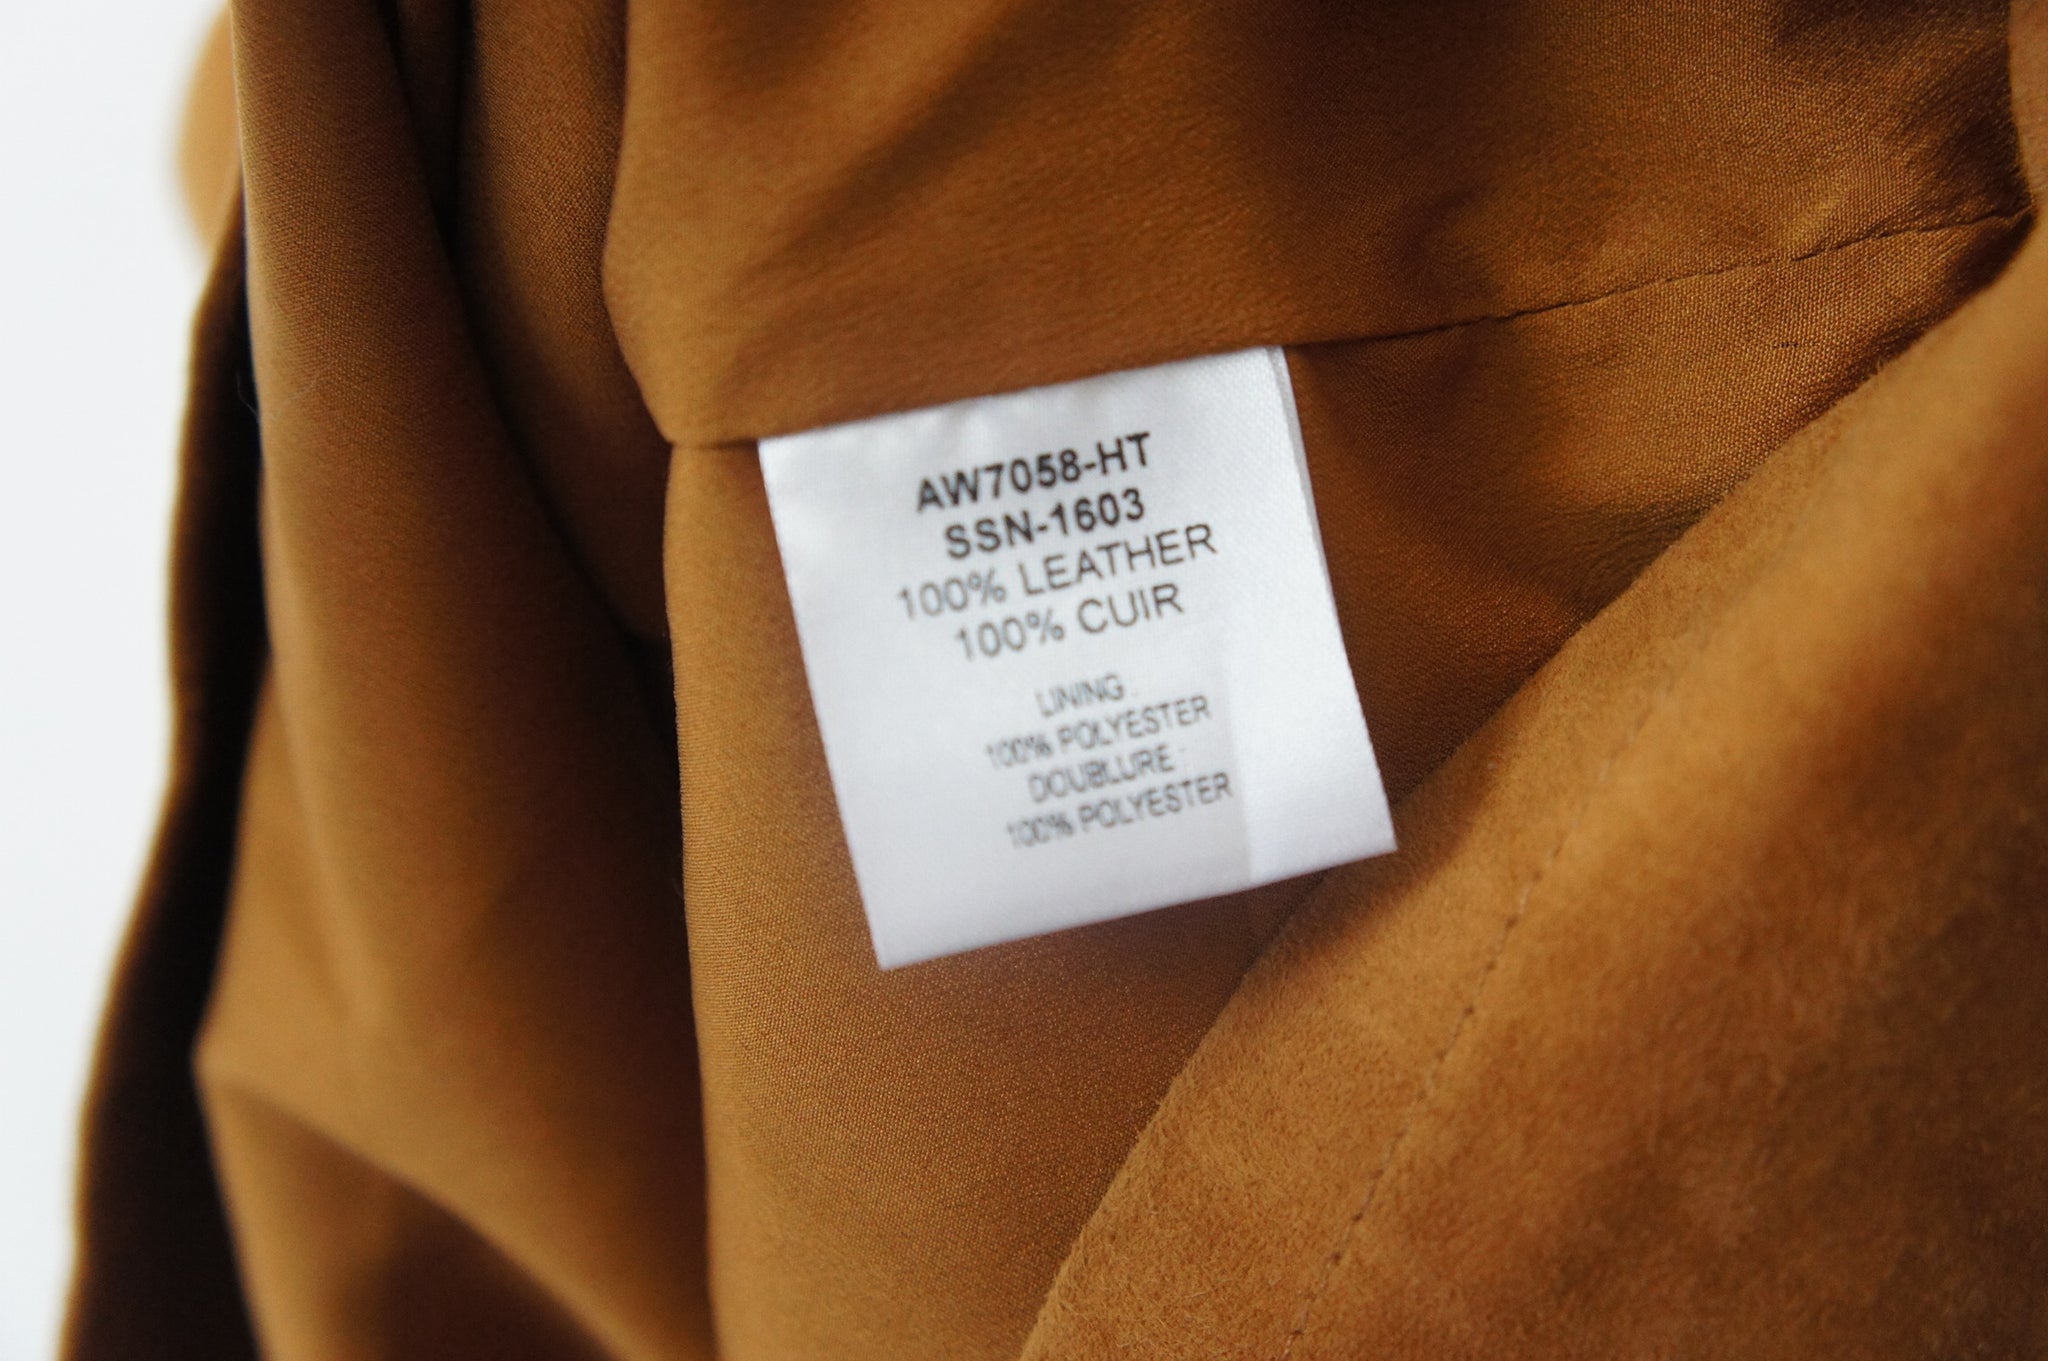 AW7058-HT
SSN-1603
100% LEATHER
100% CUIR
LINING :
100% POLYESTER
DOUBLURE :
100% POLYESTER